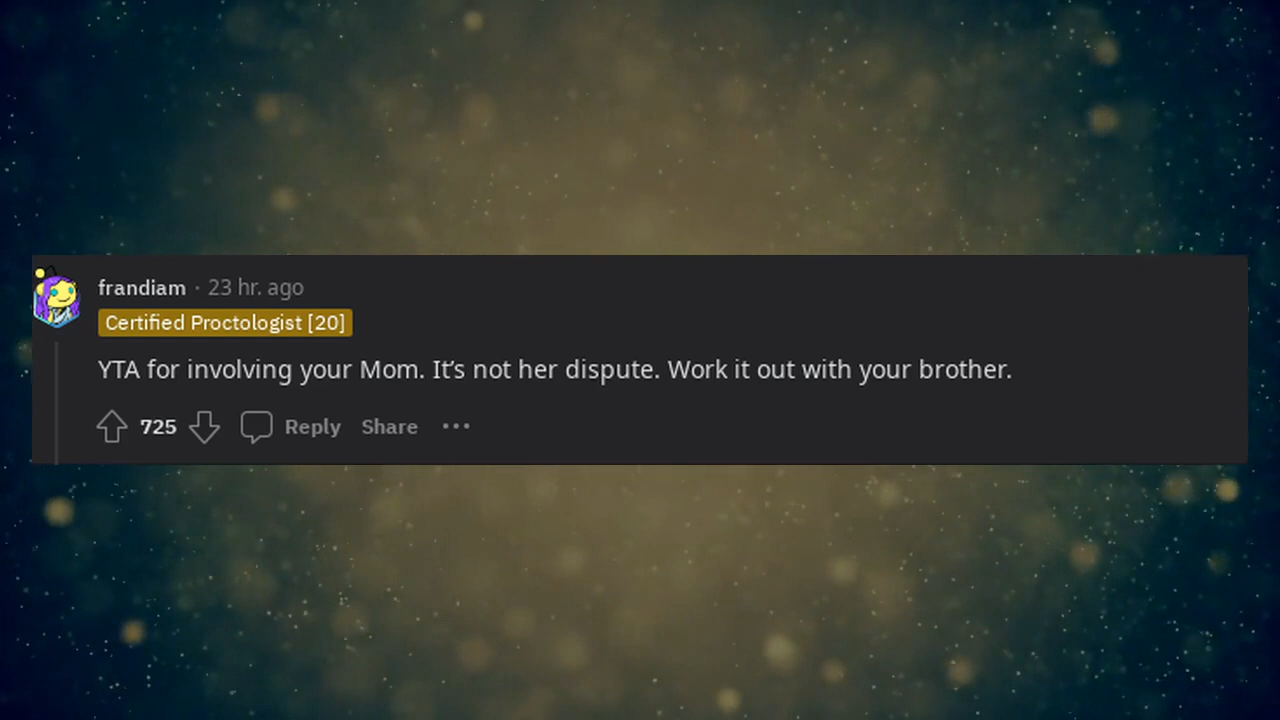 frandiam · 23 hr. ago
Certified Proctologist [20]
YTA for involving your Mom. It’s not her dispute. Work it out with your brother.
725 Reply Share ···